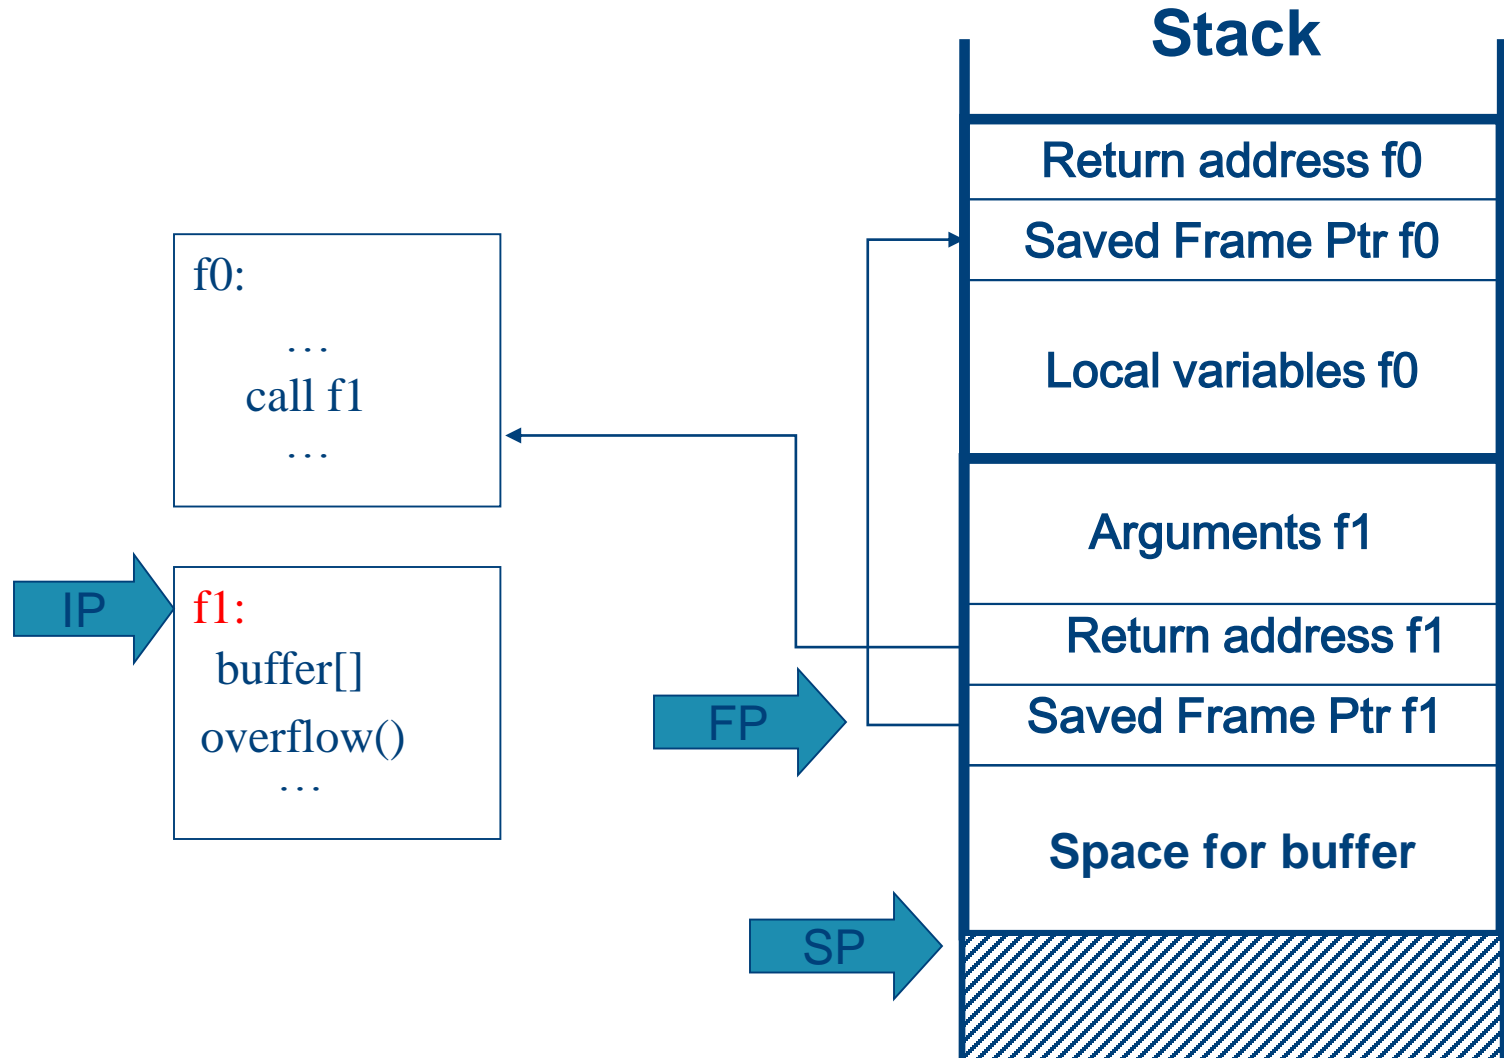 Stack
Return address f0
Saved Frame Ptr f0
Local variables f0
Arguments f1
Return address f1
Saved Frame Ptr f1
Space for buffer
f0:
…
call f1
…
IP
f1:
buffer[]
overflow()
…
FP
SP